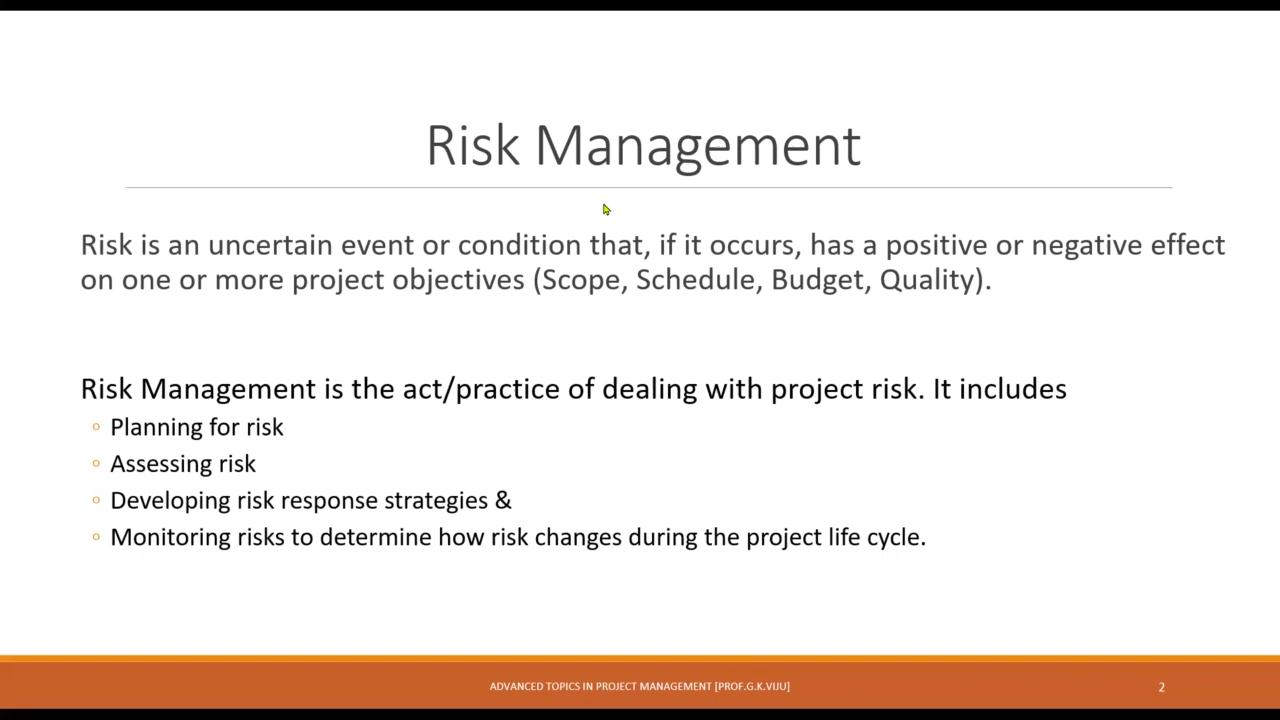 Risk Management
Risk is an uncertain event or condition that, if it occurs, has a positive or negative effect
on one or more project objectives (Scope, Schedule, Budget, Quality).
Risk Management is the act/practice of dealing with project risk. It includes
◦ Planning for risk
◦ Assessing risk
◦ Developing risk response strategies &
◦ Monitoring risks to determine how risk changes during the project life cycle.
ADVANCED TOPICS IN PROJECT MANAGEMENT [PROF.G.K.VIJU]
2